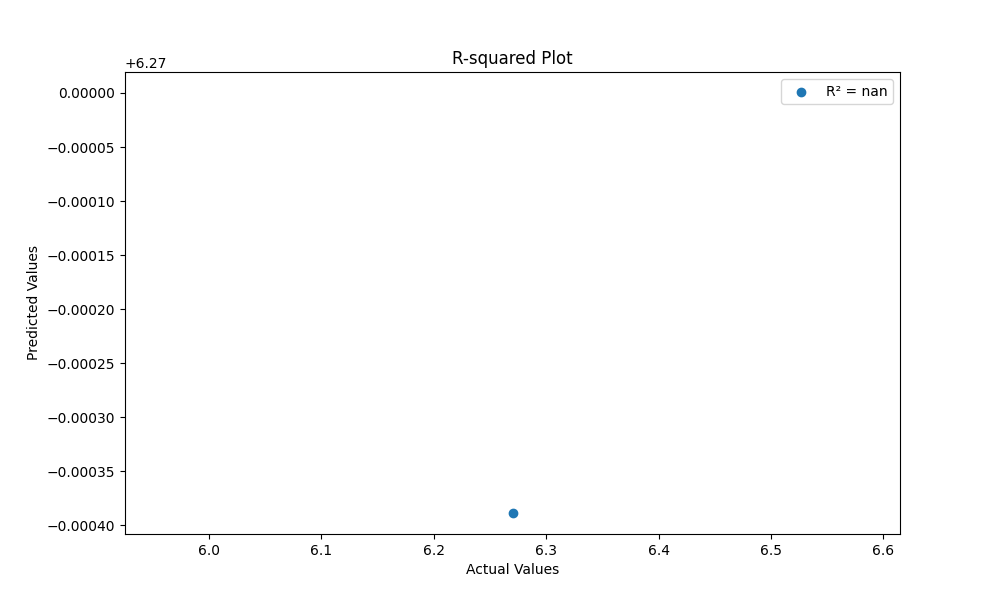 R-squared Plot
+6.27
R² = nan
0.00000
−0.00005
−0.00010
−0.00015
−0.00020
−0.00025
−0.00030
−0.00035
−0.00040
Predicted Values
6.0 6.1 6.2 6.3 6.4 6.5 6.6
Actual Values